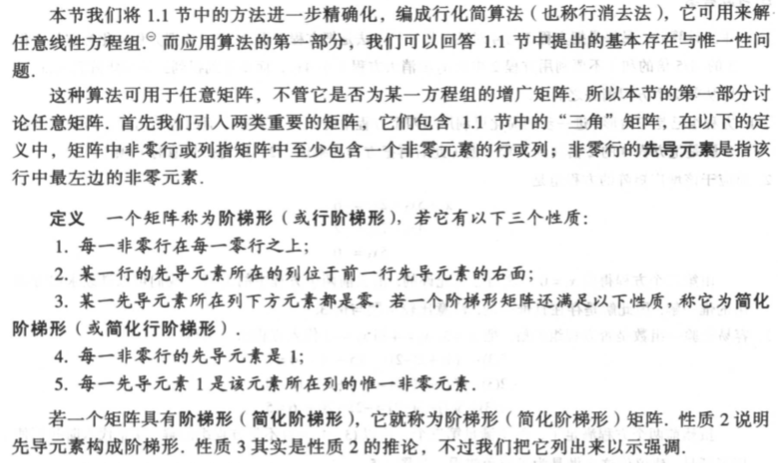 本节我们将 1.1 节中的方法进一步精确化，编成行化简算法（也称行消去法），它可用来解
任意线性方程组.㊀ 而应用算法的第一部分，我们可以回答 1.1 节中提出的基本存在与惟一性问
题.
这种算法可用于任意矩阵，不管它是否为某一方程组的增广矩阵. 所以本节的第一部分讨
论任意矩阵. 首先我们引入两类重要的矩阵，它们包含 1.1 节中的“三角”矩阵，在以下的定
义中，矩阵中非零行或列指矩阵中至少包含一个非零元素的行或列；非零行的先导元素是指该
行中最左边的非零元素.
定义 一个矩阵称为阶梯形（或行阶梯形），若它有以下三个性质：
1. 每一非零行在每一零行之上；
2. 某一行的先导元素所在的列位于前一行先导元素的右面；
3. 某一先导元素所在列下方元素都是零. 若一个阶梯形矩阵还满足以下性质，称它为简化
阶梯形（或简化行阶梯形）.
4. 每一非零行的先导元素是 1；
5. 每一先导元素 1 是该元素所在列的惟一非零元素.
若一个矩阵具有阶梯形（简化阶梯形），它就称为阶梯形（简化阶梯形）矩阵. 性质 2 说明
先导元素构成阶梯形. 性质 3 其实是性质 2 的推论，不过我们把它列出来以示强调.